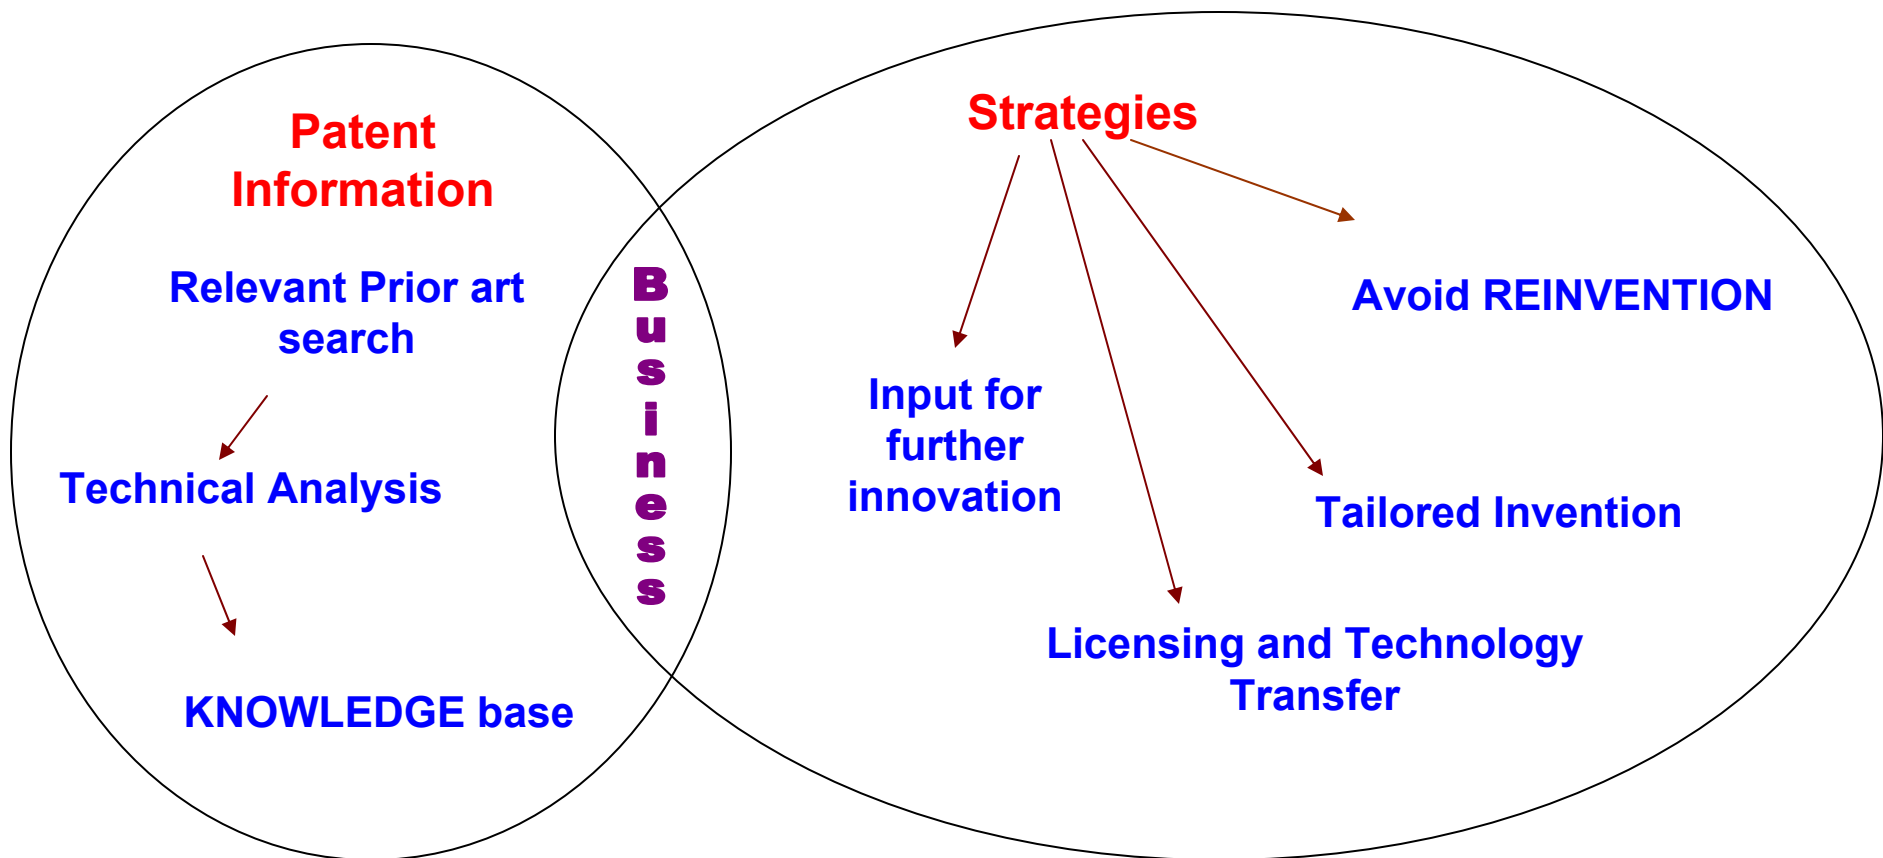 Patent
Information
Relevant Prior art
search
Technical Analysis
KNOWLEDGE base
Business
Strategies
Avoid REINVENTION
Input for
further
innovation
Tailored Invention
Licensing and Technology
Transfer